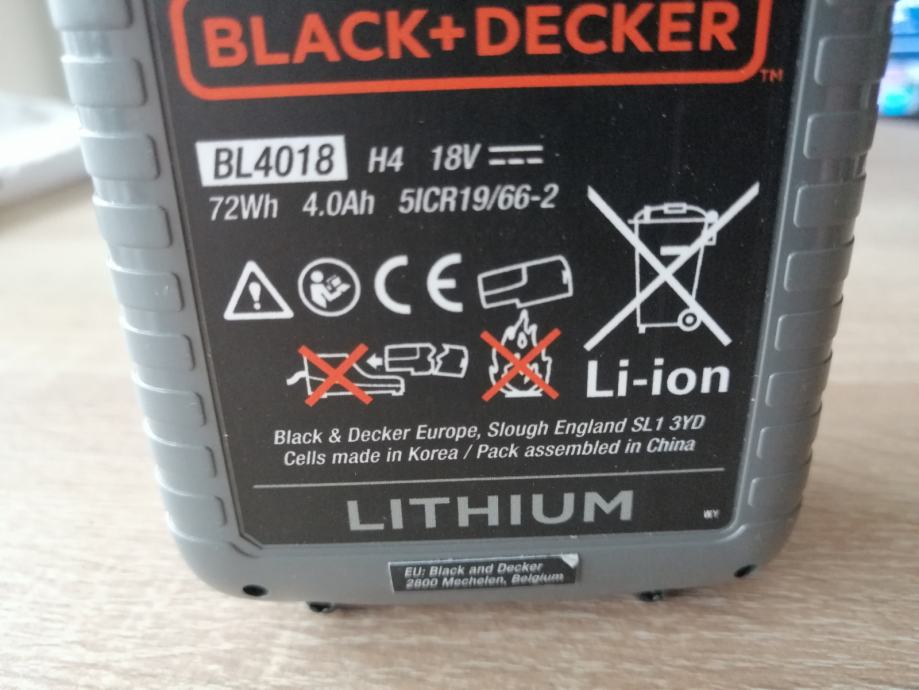 BLACK+DECKER
TM
BL4018 H4 18V
72Wh 4.0Ah 5ICR19/66-2
CE
Li-ion
Black & Decker Europe, Slough England SL1 3YD
Cells made in Korea / Pack assembled in China
LITHIUM
EU: Black and Decker
2800 Mechelen, Belgium